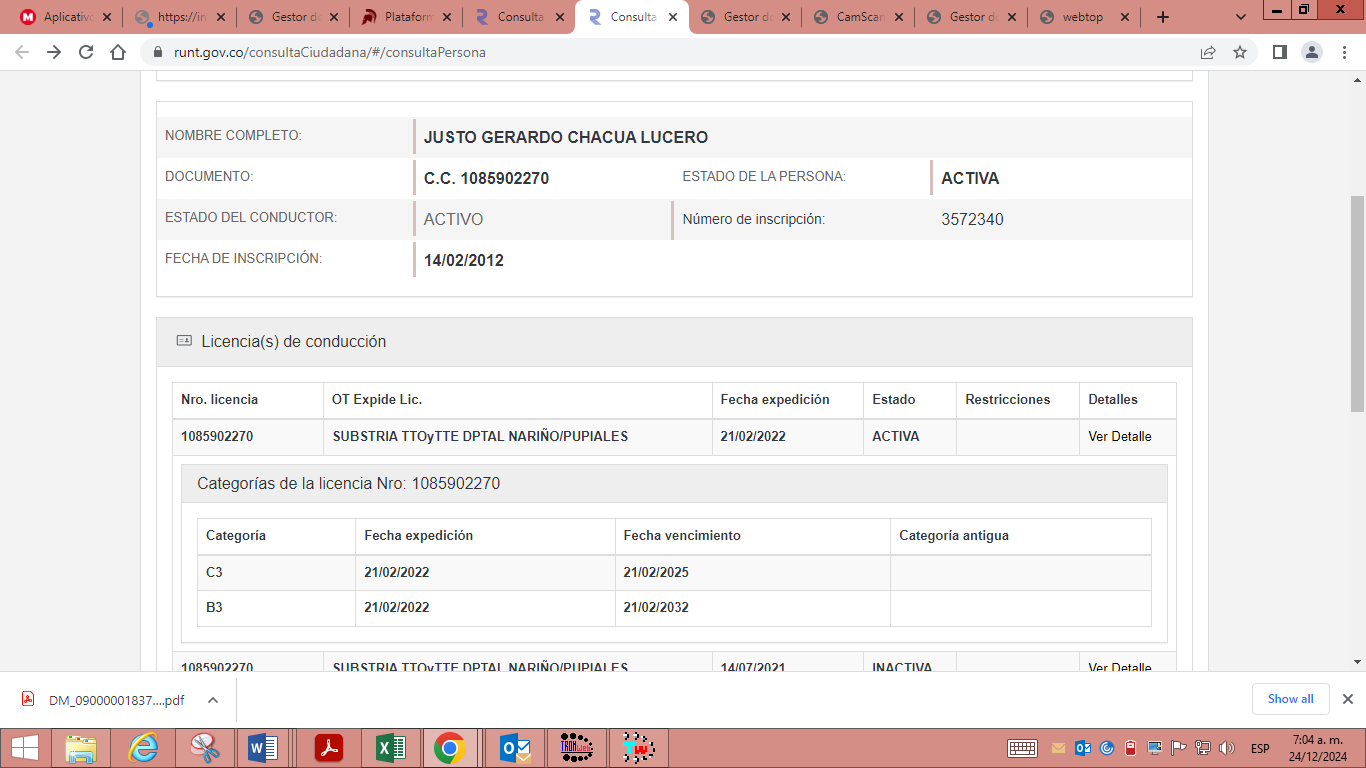 Aplicativo
https://in
Gestor de
Plataform
Consulta
Consulta
Gestor de
CamScan
Gestor de
webtop
runt.gov.co/consultaCiudadana/#/consultaPersona
NOMBRE COMPLETO: JUSTO GERARDO CHACUA LUCERO
DOCUMENTO: C.C. 1085902270 ESTADO DE LA PERSONA: ACTIVA
ESTADO DEL CONDUCTOR: ACTIVO Número de inscripción: 3572340
FECHA DE INSCRIPCIÓN: 14/02/2012
Licencia(s) de conducción
Nro. licencia OT Expide Lic. Fecha expedición Estado Restricciones Detalles
1085902270 SUBSTRIA TTOyTTE DPTAL NARIÑO/PUPIALES 21/02/2022 ACTIVA Ver Detalle
Categorías de la licencia Nro: 1085902270
Categoría Fecha expedición Fecha vencimiento Categoría antigua
C3 21/02/2022 21/02/2025
B3 21/02/2022 21/02/2032
1085902270 SUBSTRIA TTOyTTE DPTAL NARIÑO/PUPIALES 14/07/2021 INACTIVA Ver Detalle
DM_09000001837....pdf
Show all
ESP
7:04 a. m.
24/12/2024